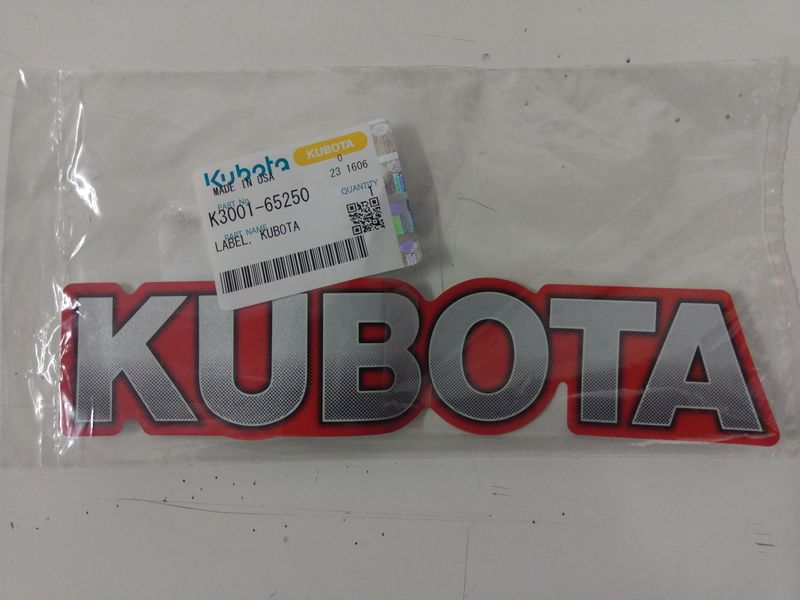 Kubota KUBOTA
MADE IN USA
0
23 1606
PART No.
QUANTITY
K3001-65250
1
PART NAME
LABEL, KUBOTA
KUBOTA